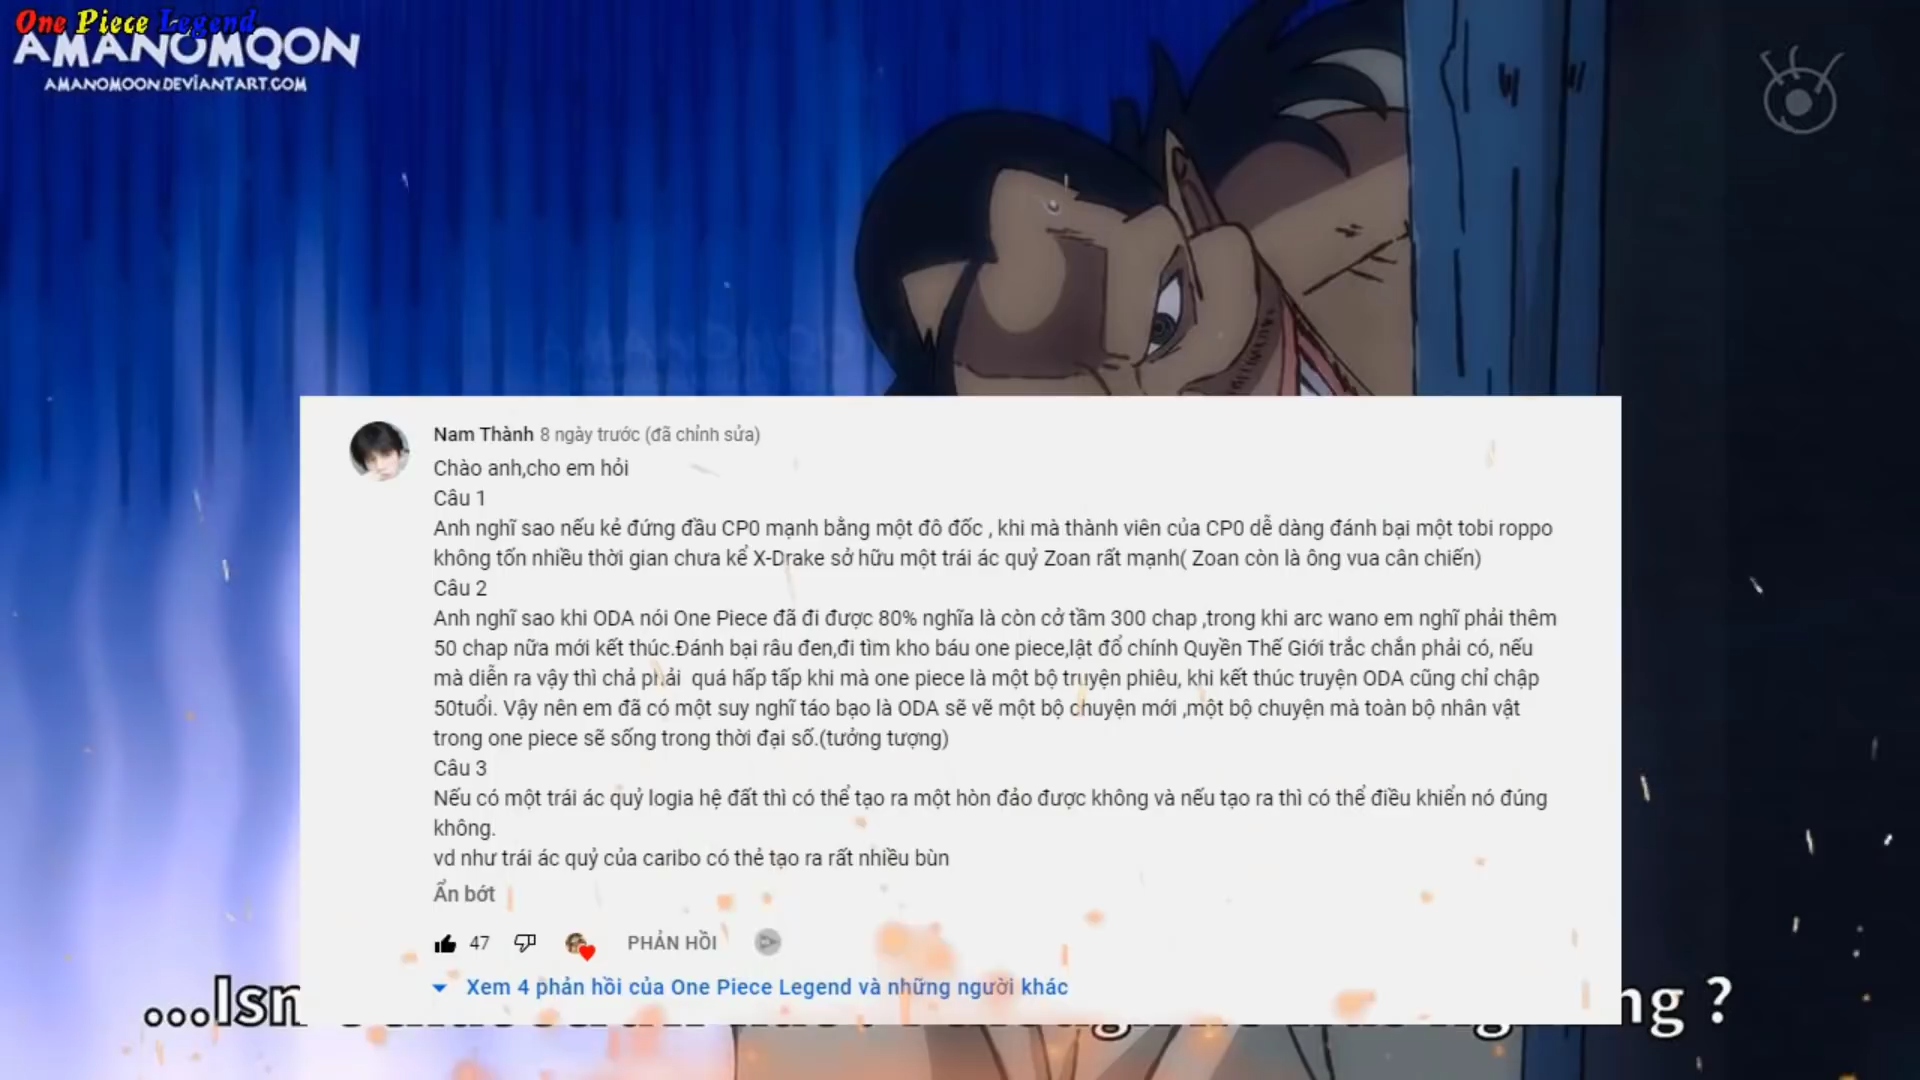 One Piece Legend
AMANOMOON
AMANOMOON.DEVIANTART.COM
Nam Thành 8 ngày trước (đã chỉnh sửa)
Chào anh,cho em hỏi
Câu 1
Anh nghĩ sao nếu kẻ đứng đầu CP0 mạnh bằng một đô đốc , khi mà thành viên của CP0 dễ dàng đánh bại một tobi roppo
không tốn nhiều thời gian chưa kể X-Drake sở hữu một trái ác quỷ Zoan rất mạnh( Zoan còn là ông vua cân chiến)
Câu 2
Anh nghĩ sao khi ODA nói One Piece đã đi được 80% nghĩa là còn cở tầm 300 chap ,trong khi arc wano em nghĩ phải thêm
50 chap nữa mới kết thúc.Đánh bại râu đen,đi tìm kho báu one piece,lật đổ chính Quyền Thế Giới trắc chắn phải có, nếu
mà diễn ra vậy thì chả phải quá hấp tấp khi mà one piece là một bộ truyện phiêu, khi kết thúc truyện ODA cũng chỉ chập
50tuổi. Vậy nên em đã có một suy nghĩ táo bạo là ODA sẽ vẽ một bộ chuyện mới ,một bộ chuyện mà toàn bộ nhân vật
trong one piece sẽ sống trong thời đại số.(tưởng tượng)
Câu 3
Nếu có một trái ác quỷ logia hệ đất thì có thể tạo ra một hòn đảo được không và nếu tạo ra thì có thể điều khiển nó đúng
không.
vd như trái ác quỷ của caribo có thẻ tạo ra rất nhiều bùn
Ẩn bớt
47 PHẢN HỒI
Xem 4 phản hồi của One Piece Legend và những người khác